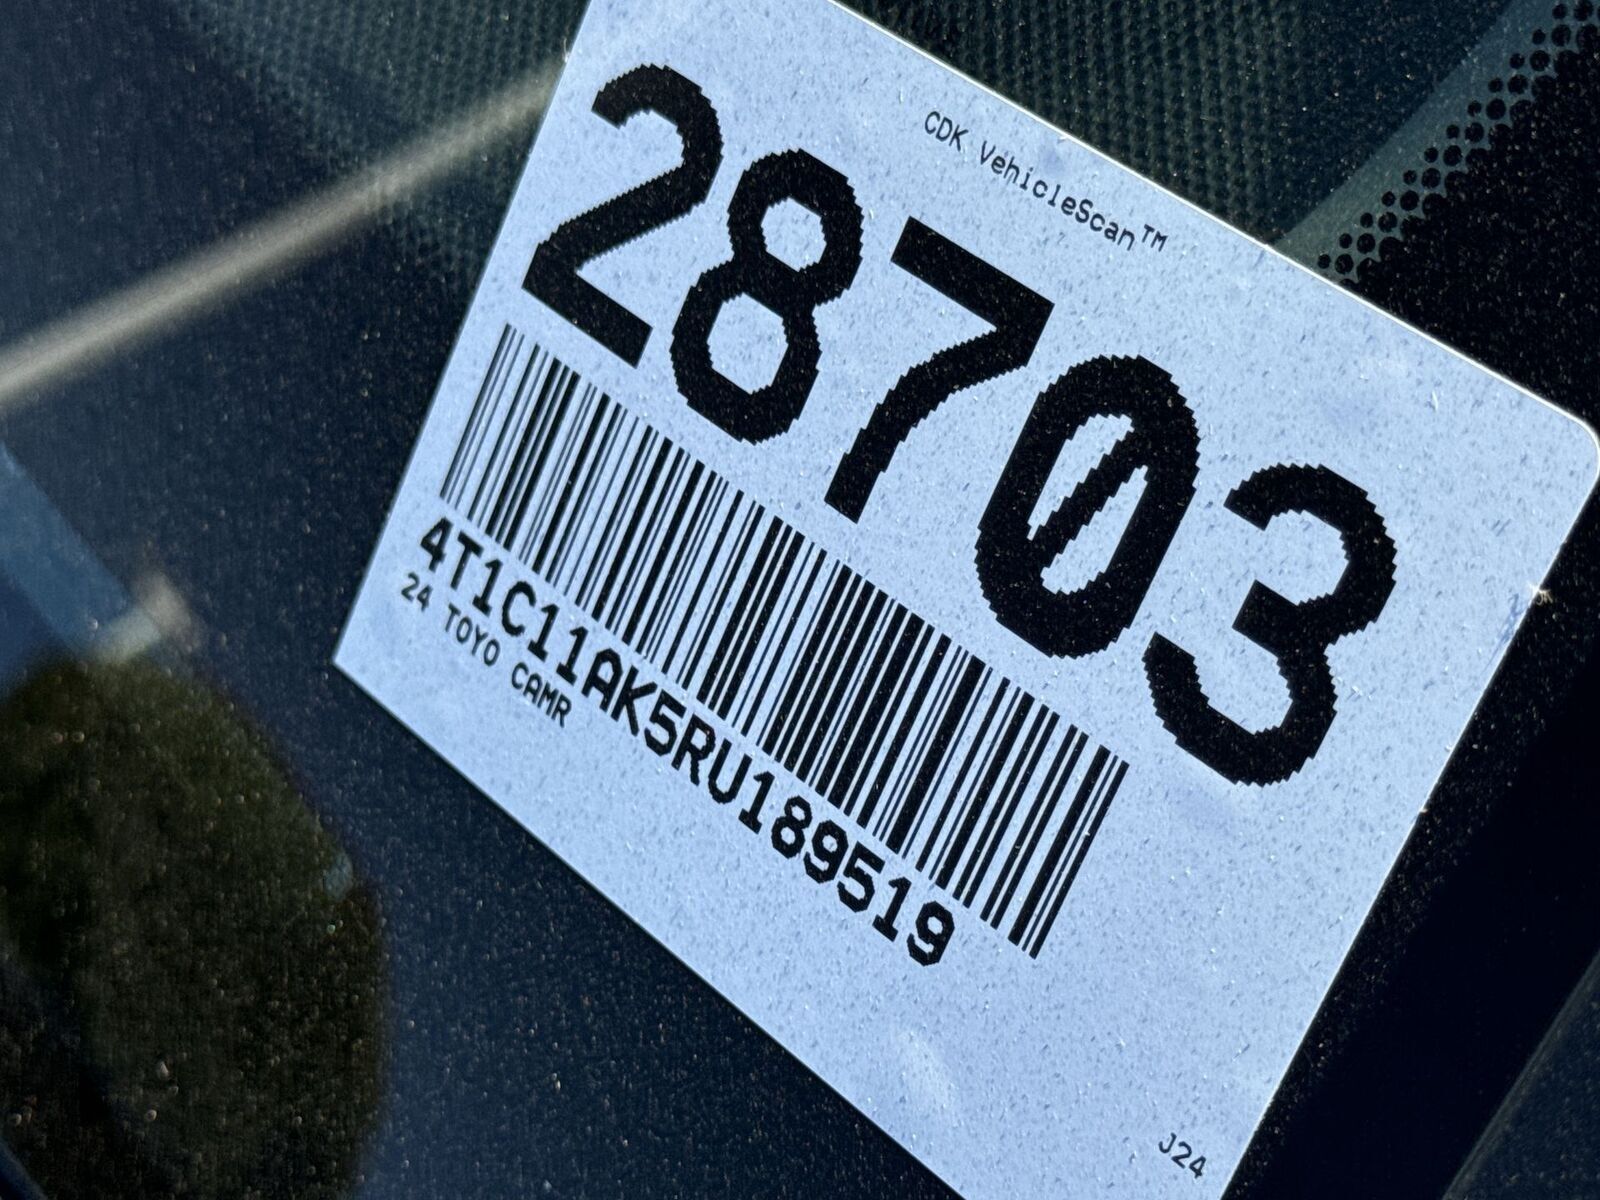 CDK VehicleScan™
28703
4T1C11AK5RU189519
24 TOYO CAMR
J24